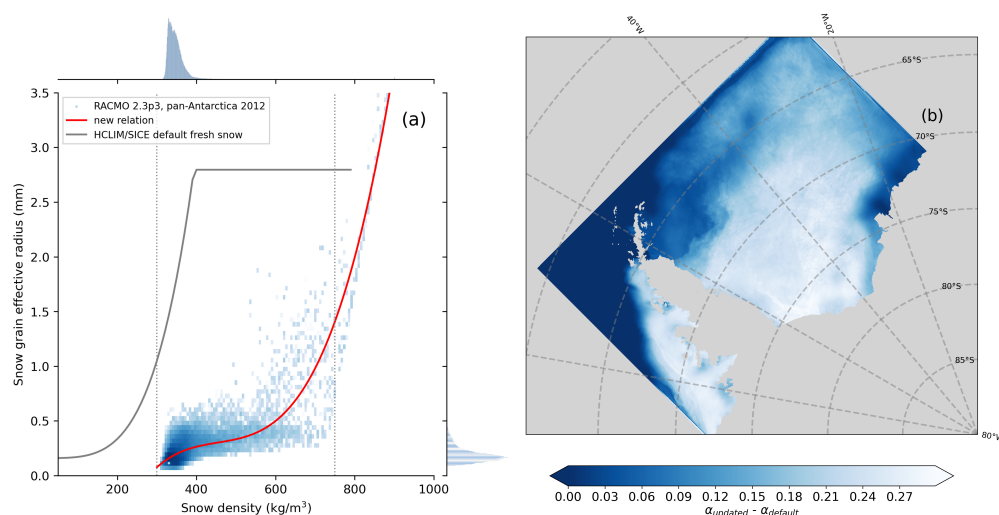 RACMO 2.3p3, pan-Antarctica 2012
new relation
HCLIM/SICE default fresh snow
(a)
3.5
3.0
2.5
2.0
1.5
1.0
0.5
0.0
Snow grain effective radius (mm)
200
400
600
800
1000
Snow density (kg/m³)
40°W
20°W
(b)
65°S
70°S
75°S
80°S
85°S
0.00
0.03
0.06
0.09
0.12
0.15
0.18
0.21
0.24
0.27
α_updated - α_default